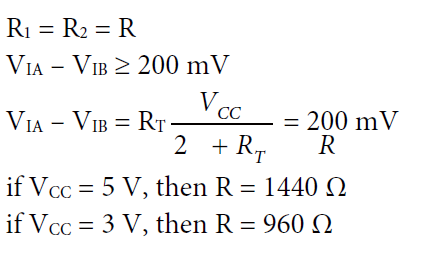 R1 = R2 = R
VIA – VIB ≥ 200 mV
VIA – VIB = RT VCC / 2 + RT = 200 mV
R
if VCC = 5 V, then R = 1440 Ω
if VCC = 3 V, then R = 960 Ω